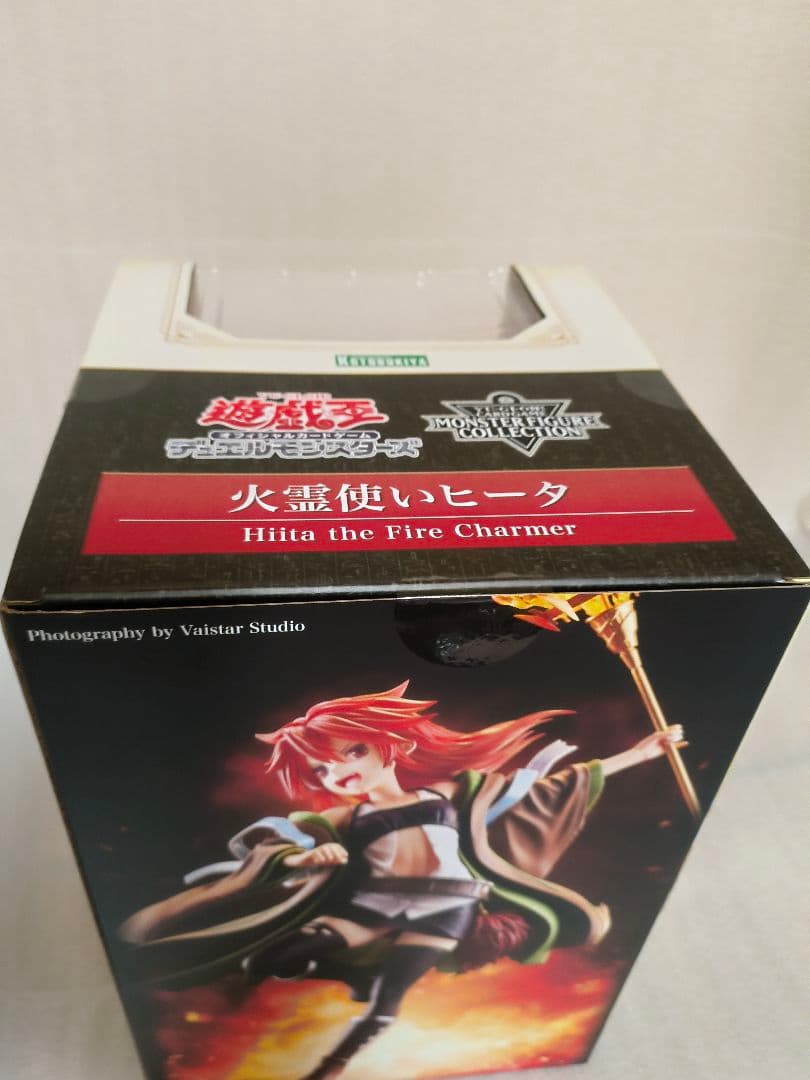 KOTOBUKIYA
遊戯王
オフィシャルカードゲーム
デュエルモンスターズ
MONSTER FIGURE
COLLECTION
火霊使いヒータ
Hiita the Fire Charmer
Photography by Vaistar Studio